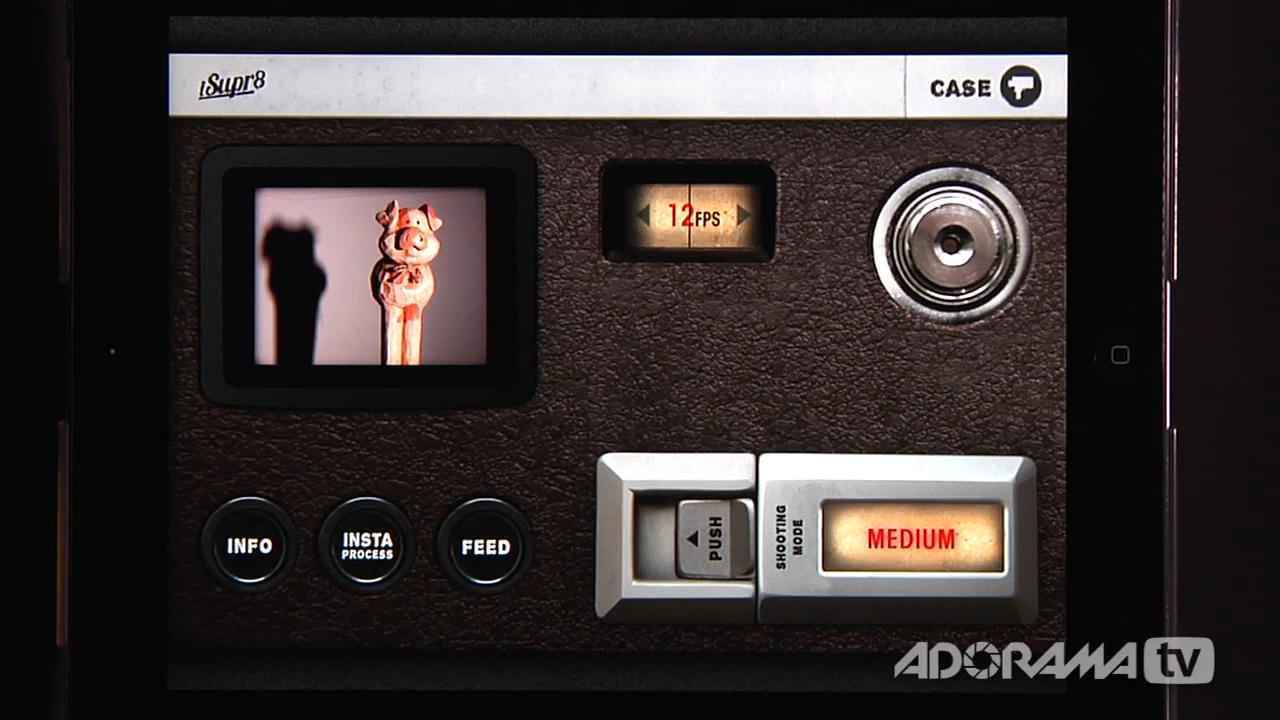 iSupr8
CASE
12FPS
INFO
INSTA
PROCESS
FEED
PUSH
SHOOTING
MODE
MEDIUM
ADORAMA tv